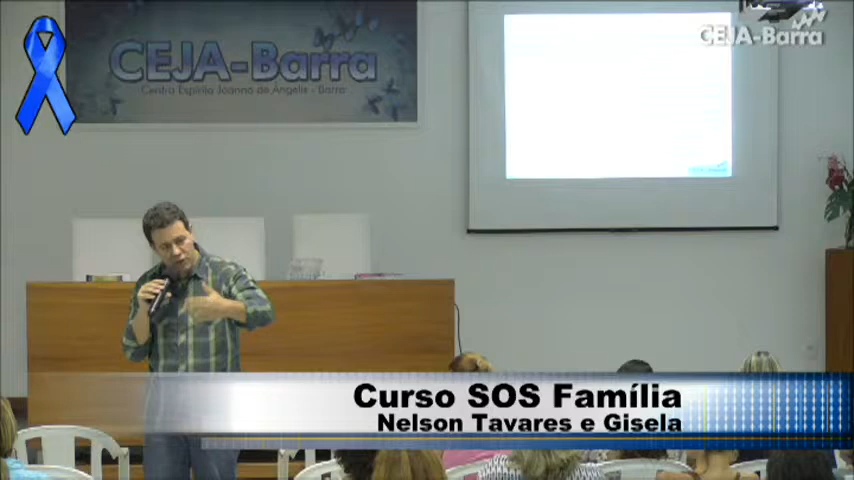 CEJA-Barra
Centro Espírita Joanna de Ângelis - Barra
CEJA-Barra
Curso SOS Família
Nelson Tavares e Gisela